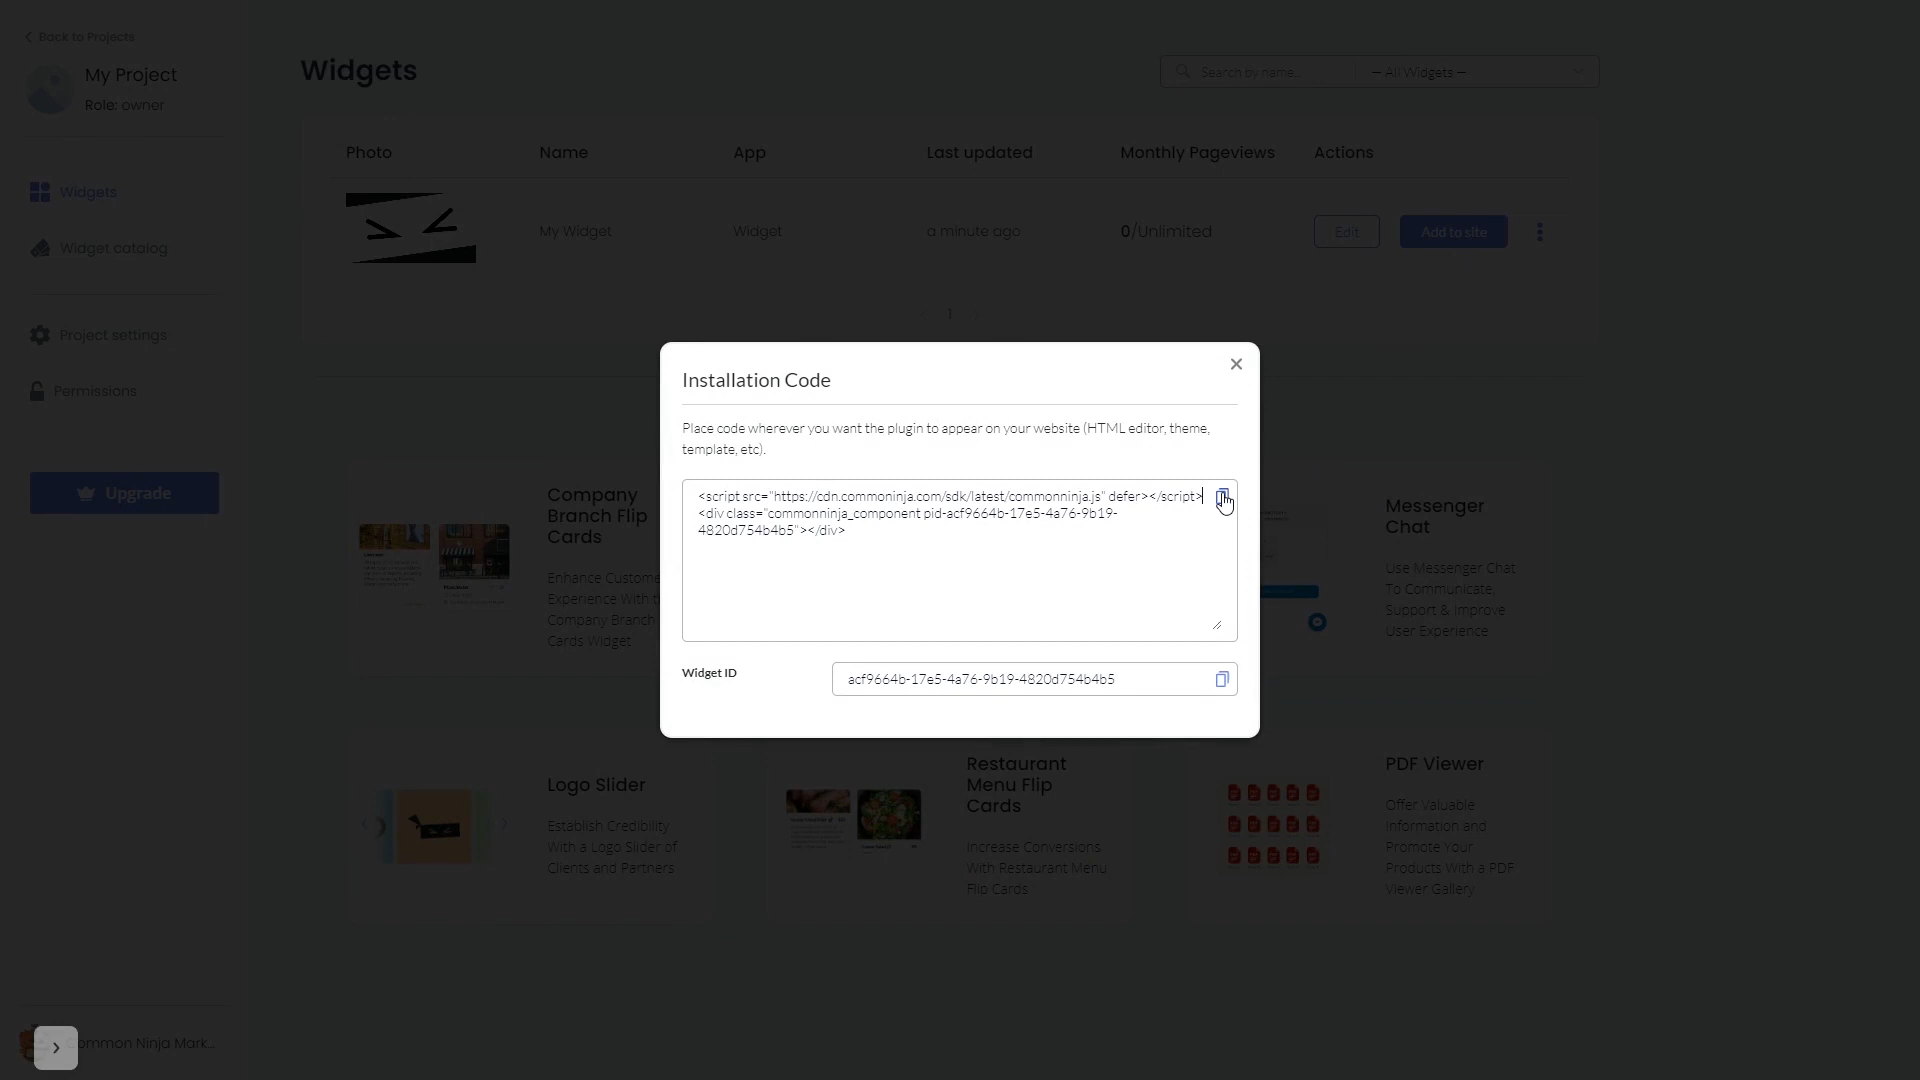 Back to Projects
My Project
Role: owner
Widgets
Widget catalog
Project settings
Permissions
Upgrade
Common Ninja Mark...
Widgets
Search by name...
— All Widgets —
Photo
Name
App
Last updated
Monthly Pageviews
Actions
My Widget
Widget
a minute ago
0/Unlimited
Edit
Add to site
1
Installation Code
Place code wherever you want the plugin to appear on your website (HTML editor, theme,
template, etc).
<script src="https://cdn.commoninja.com/sdk/latest/commonninja.js" defer></script>
<div class="commonninja_component pid-acf9664b-17e5-4a76-9b19-
4820d754b4b5"></div>
Widget ID
acf9664b-17e5-4a76-9b19-4820d754b4b5
Company
Branch Flip
Cards
Enhance Custome
Experience With t
Company Branch
Cards Widget
Messenger
Chat
Use Messenger Chat
To Communicate,
Support & Improve
User Experience
Logo Slider
Establish Credibility
With a Logo Slider of
Clients and Partners
Restaurant
Menu Flip
Cards
Increase Conversions
With Restaurant Menu
Flip Cards
PDF Viewer
Offer Valuable
Information and
Promote Your
Products With a PDF
Viewer Gallery